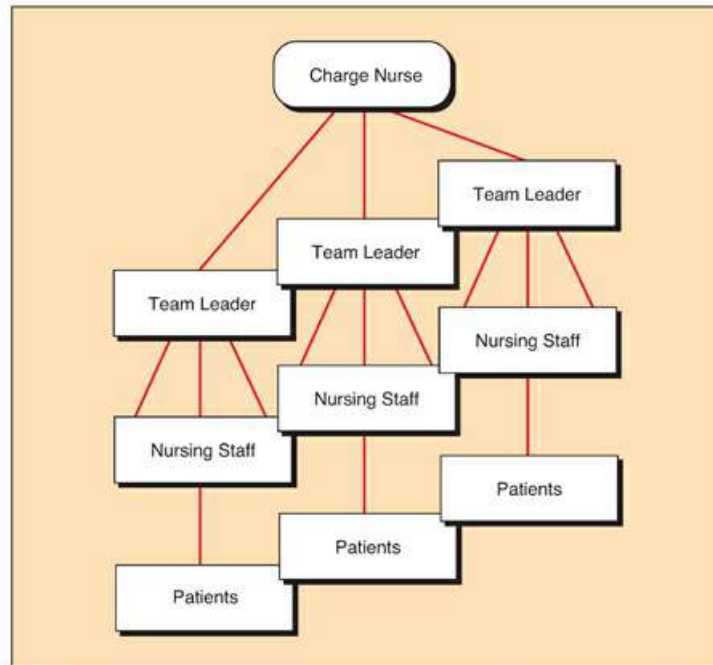 Charge Nurse
Team Leader
Team Leader
Team Leader
Nursing Staff
Nursing Staff
Nursing Staff
Patients
Patients
Patients